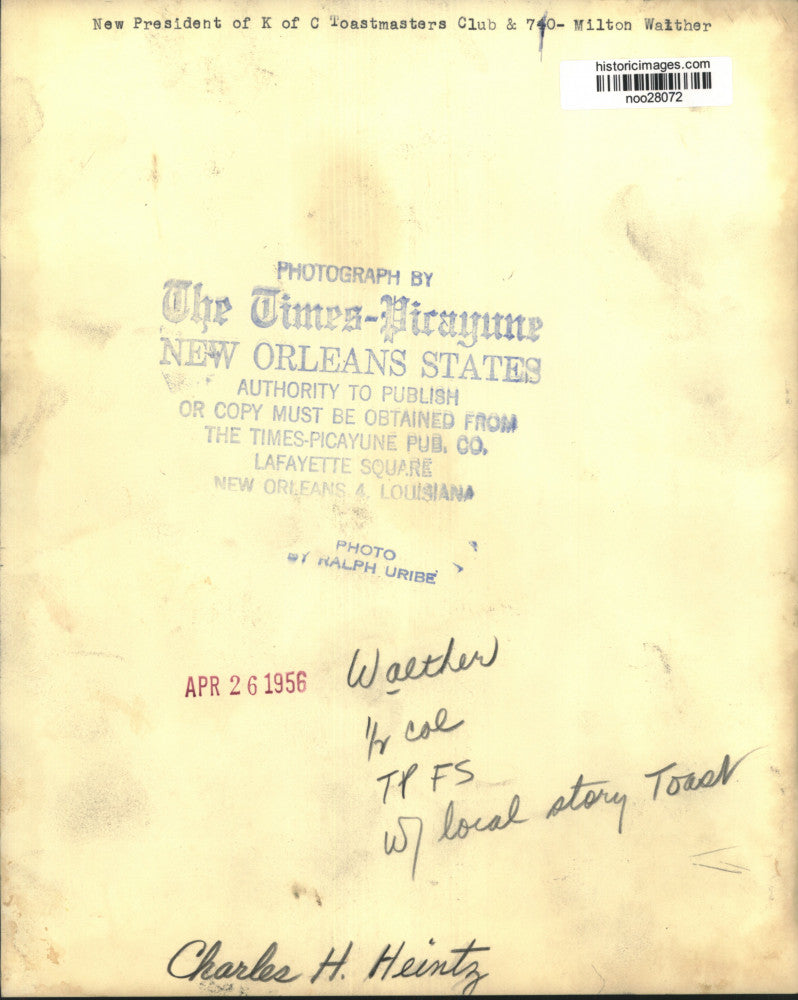 New President of K of C Toastmasters Club & 740- Milton Walther
historicimages.com
noo28072
PHOTOGRAPH BY
The Times-Picayune
NEW ORLEANS STATES
AUTHORITY TO PUBLISH
OR COPY MUST BE OBTAINED FROM
THE TIMES-PICAYUNE PUB. CO.
LAFAYETTE SQUARE
NEW ORLEANS 4, LOUISIANA
PHOTO
BY RALPH URIBE
APR 26 1956
Walther
1/2 col
TP FS
w/ local story Toast
Charles H. Heintz